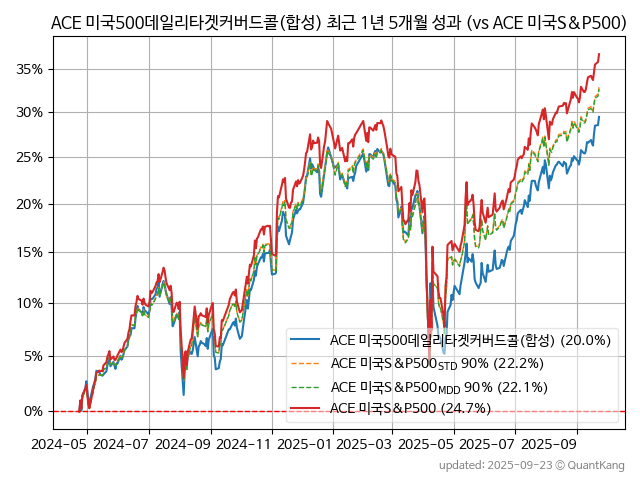 ACE 미국500데일리타겟커버드콜(합성) 최근 1년 5개월 성과 (vs ACE 미국S&P500)
35%
30%
25%
20%
15%
10%
5%
0%
ACE 미국500데일리타겟커버드콜(합성) (20.0%)
ACE 미국S&P500STD 90% (22.2%)
ACE 미국S&P500MDD 90% (22.1%)
ACE 미국S&P500 (24.7%)
2024-05 2024-07 2024-09 2024-11 2025-01 2025-03 2025-05 2025-07 2025-09
updated: 2025-09-23 © QuantKang